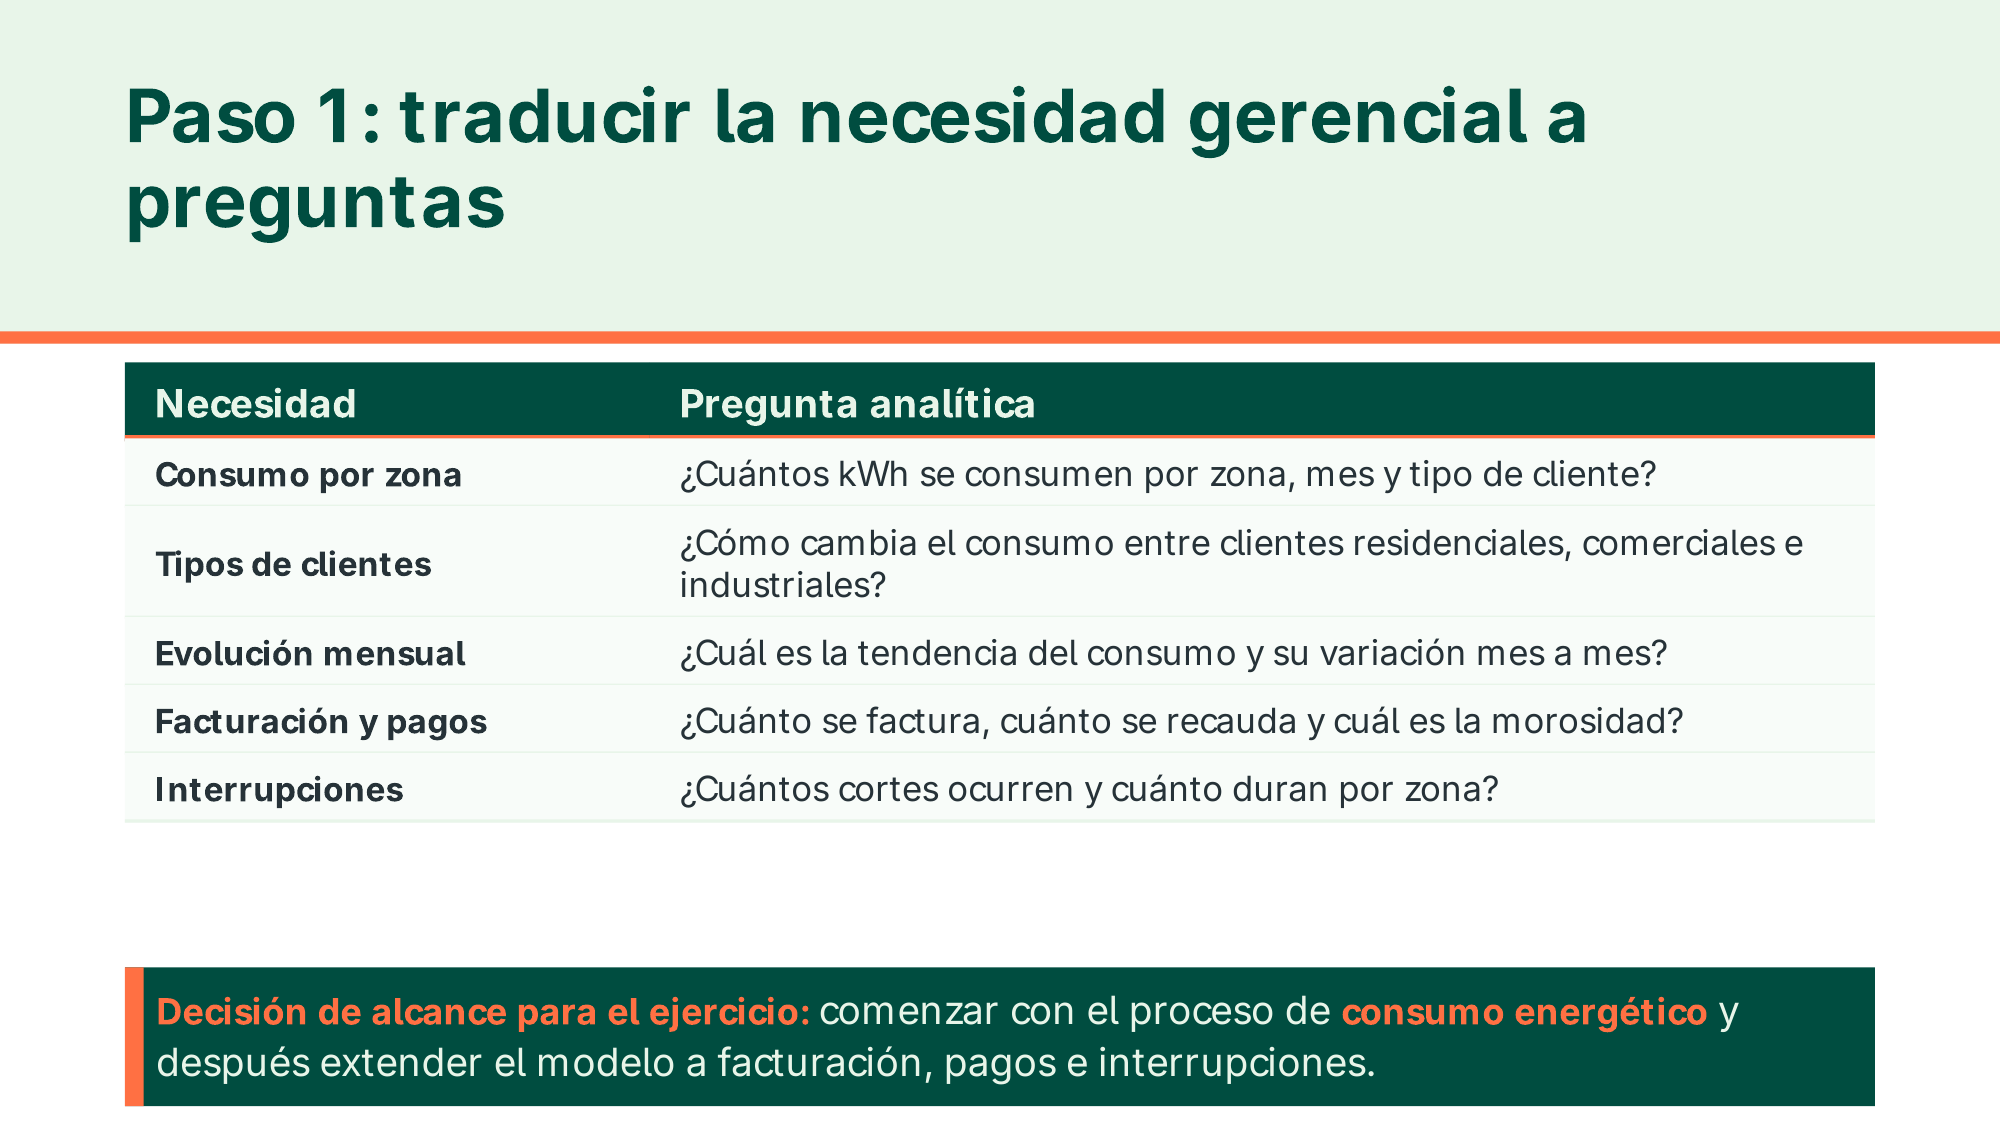 Paso 1: traducir la necesidad gerencial a
preguntas
Necesidad Pregunta analítica
Consumo por zona ¿Cuántos kWh se consumen por zona, mes y tipo de cliente?
Tipos de clientes ¿Cómo cambia el consumo entre clientes residenciales, comerciales e
industriales?
Evolución mensual ¿Cuál es la tendencia del consumo y su variación mes a mes?
Facturación y pagos ¿Cuánto se factura, cuánto se recauda y cuál es la morosidad?
Interrupciones ¿Cuántos cortes ocurren y cuánto duran por zona?
Decisión de alcance para el ejercicio: comenzar con el proceso de consumo energético y
después extender el modelo a facturación, pagos e interrupciones.